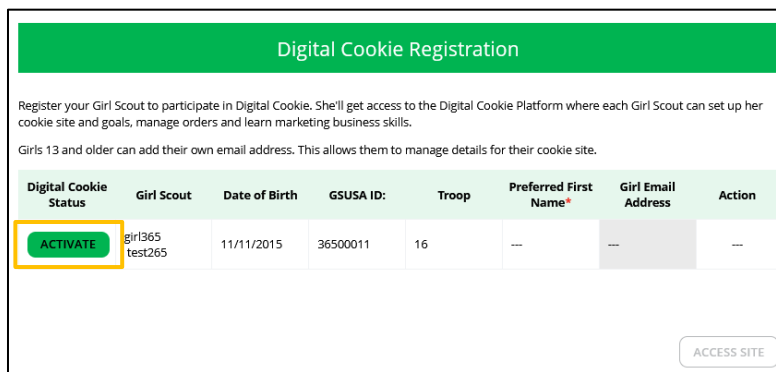 Digital Cookie Registration
Register your Girl Scout to participate in Digital Cookie. She'll get access to the Digital Cookie Platform where each Girl Scout can set up her
cookie site and goals, manage orders and learn marketing business skills.
Girls 13 and older can add their own email address. This allows them to manage details for their cookie site.
Digital Cookie Status Girl Scout Date of Birth GSUSA ID: Troop Preferred First Name* Girl Email Address Action
ACTIVATE girl365 test265 11/11/2015 36500011 16 --- --- ---
ACCESS SITE